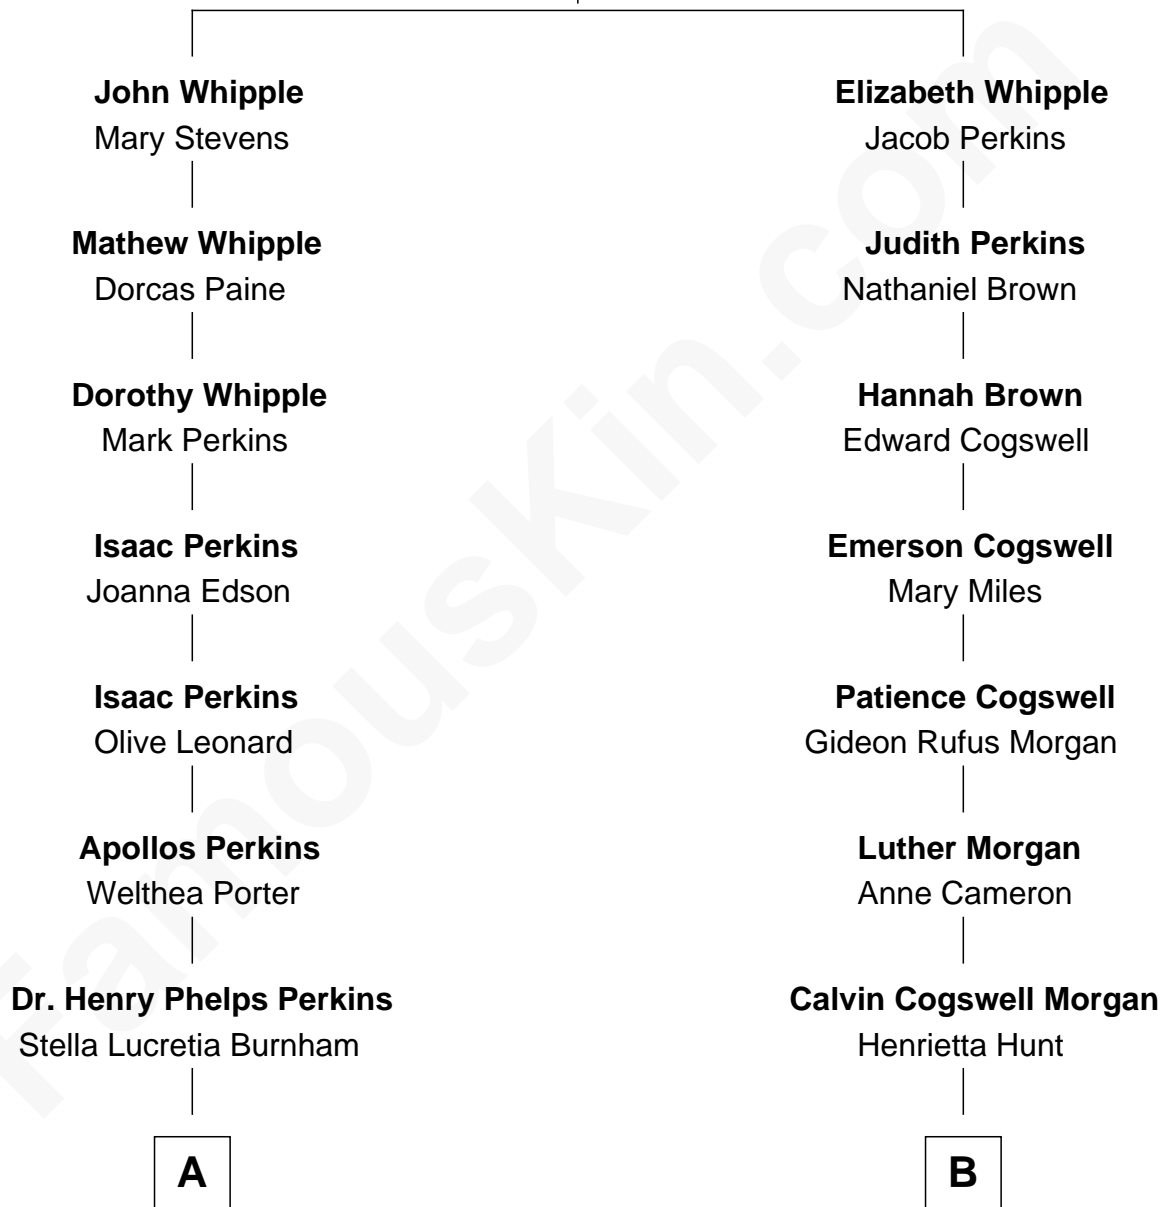 John Whipple
Mary Stevens
Elizabeth Whipple
Jacob Perkins
Mathew Whipple
Dorcas Paine
Judith Perkins
Nathaniel Brown
Dorothy Whipple
Mark Perkins
Hannah Brown
Edward Cogswell
Isaac Perkins
Joanna Edson
Emerson Cogswell
Mary Miles
Isaac Perkins
Olive Leonard
Patience Cogswell
Gideon Rufus Morgan
Apollos Perkins
Welthea Porter
Luther Morgan
Anne Cameron
Dr. Henry Phelps Perkins
Stella Lucretia Burnham
Calvin Cogswell Morgan
Henrietta Hunt
A
B
FamousKin.com